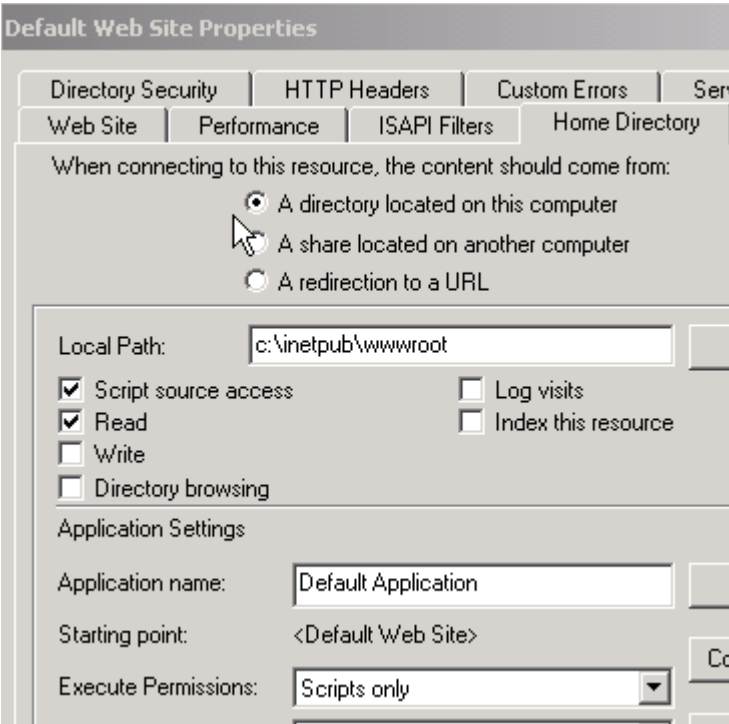 Default Web Site Properties
Directory Security HTTP Headers Custom Errors
Web Site Performance ISAPI Filters Home Directory
When connecting to this resource, the content should come from:
A directory located on this computer
A share located on another computer
A redirection to a URL
Local Path: c:\inetpub\wwwroot
Script source access Log visits
Read Index this resource
Write
Directory browsing
Application Settings
Application name: Default Application
Starting point: <Default Web Site>
Execute Permissions: Scripts only